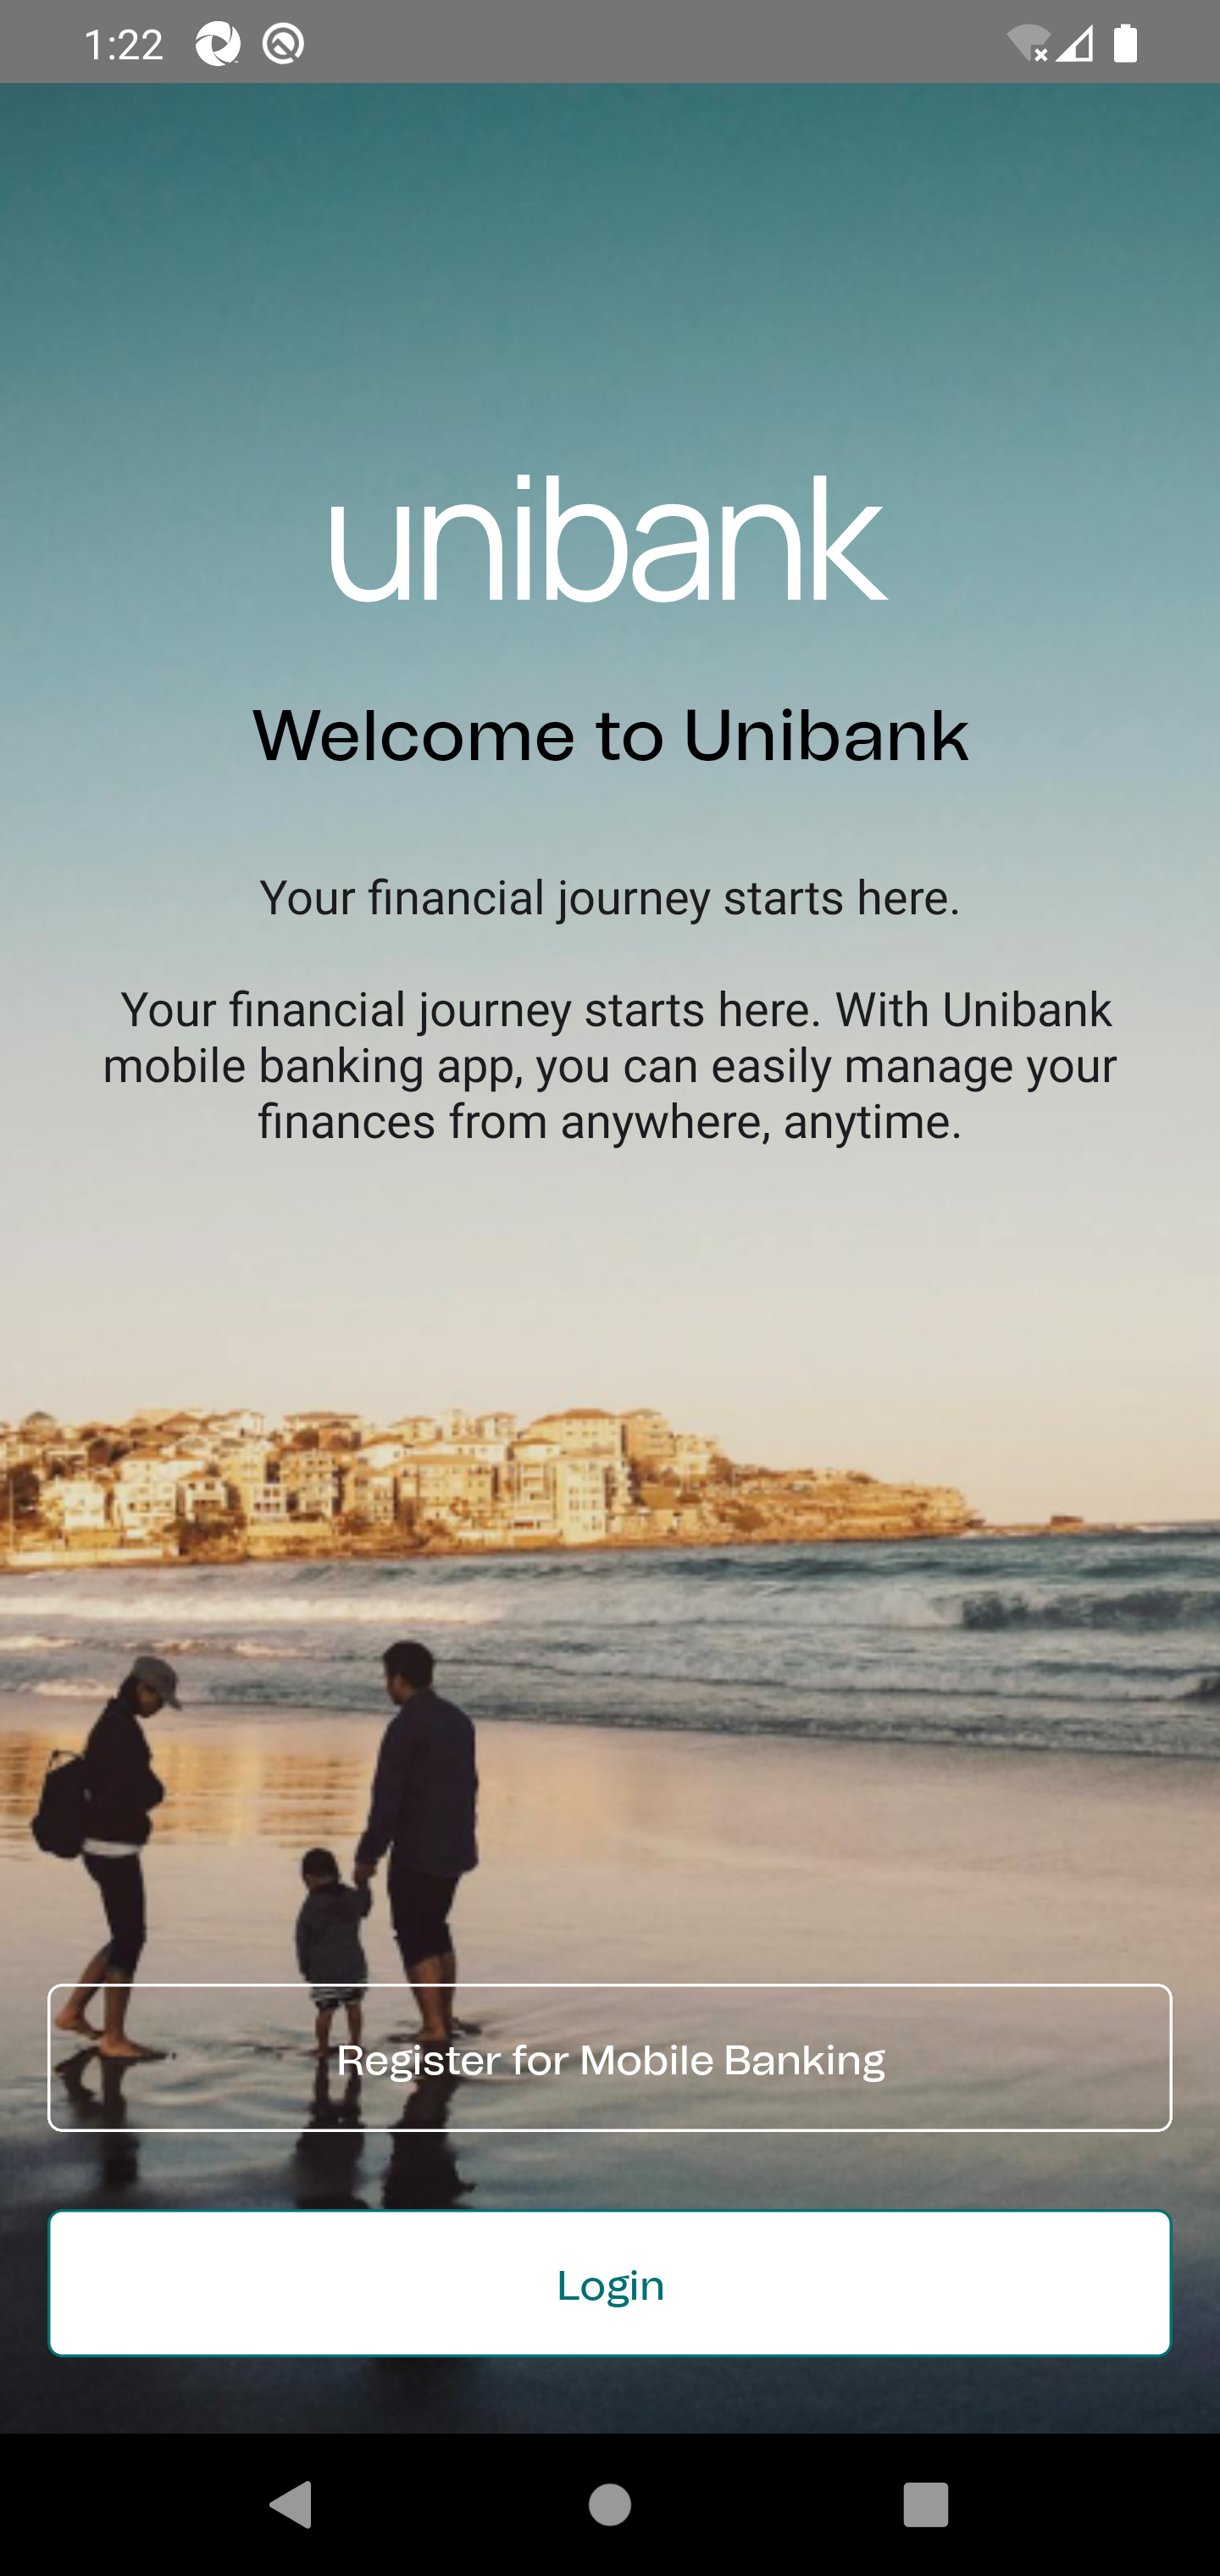 1:22
unibank
Welcome to Unibank
Your financial journey starts here.
Your financial journey starts here. With Unibank
mobile banking app, you can easily manage your
finances from anywhere, anytime.
Register for Mobile Banking
Login